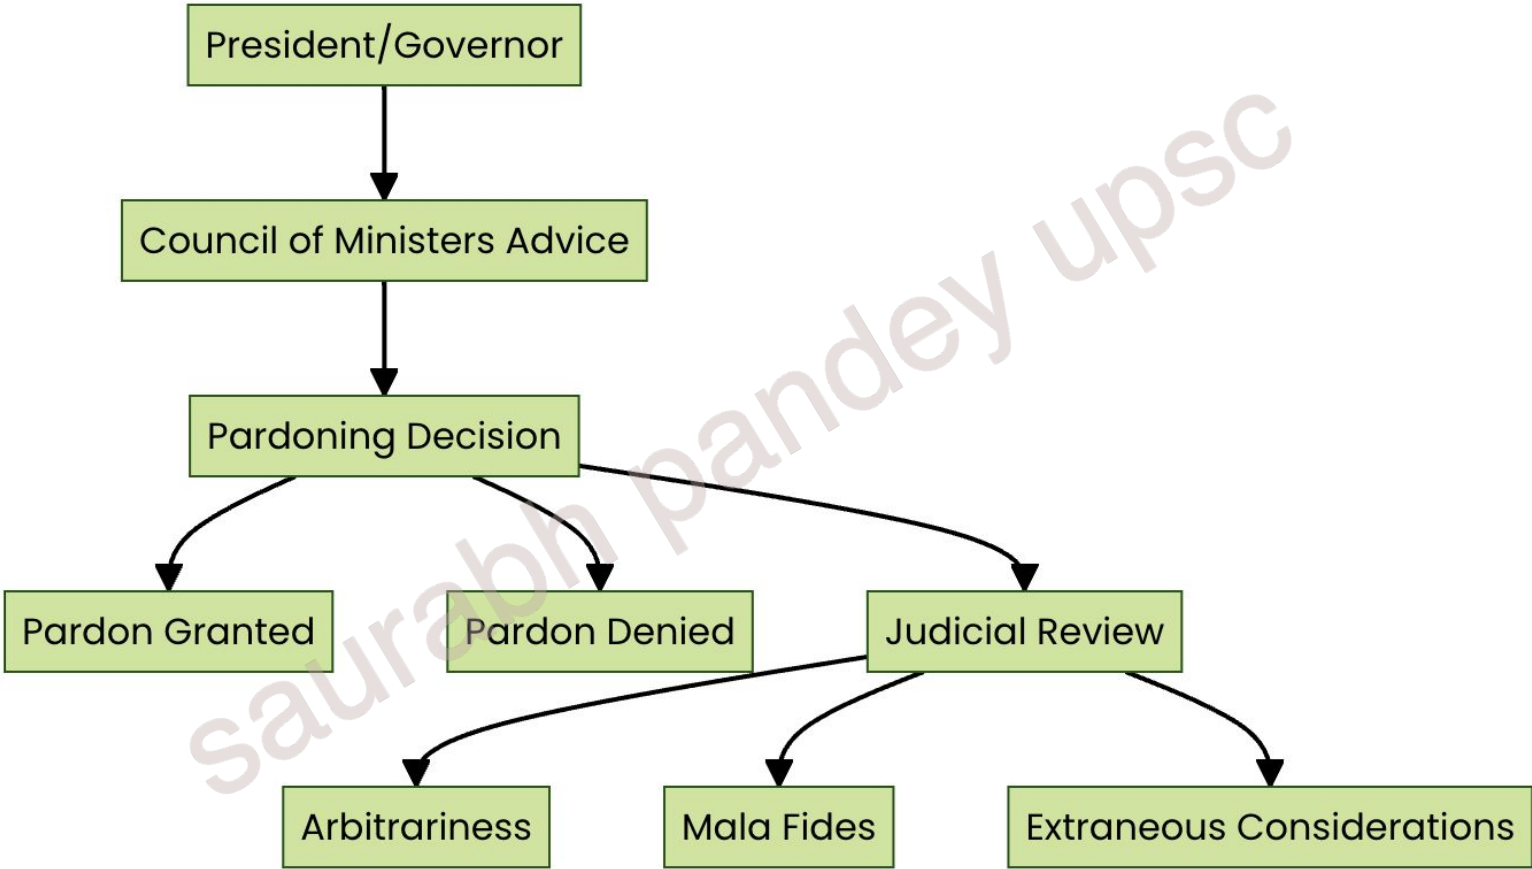 President/Governor
Council of Ministers Advice
Pardoning Decision
Pardon Granted
Pardon Denied
Judicial Review
Arbitrariness
Mala Fides
Extraneous Considerations
saurabh pandey upsc